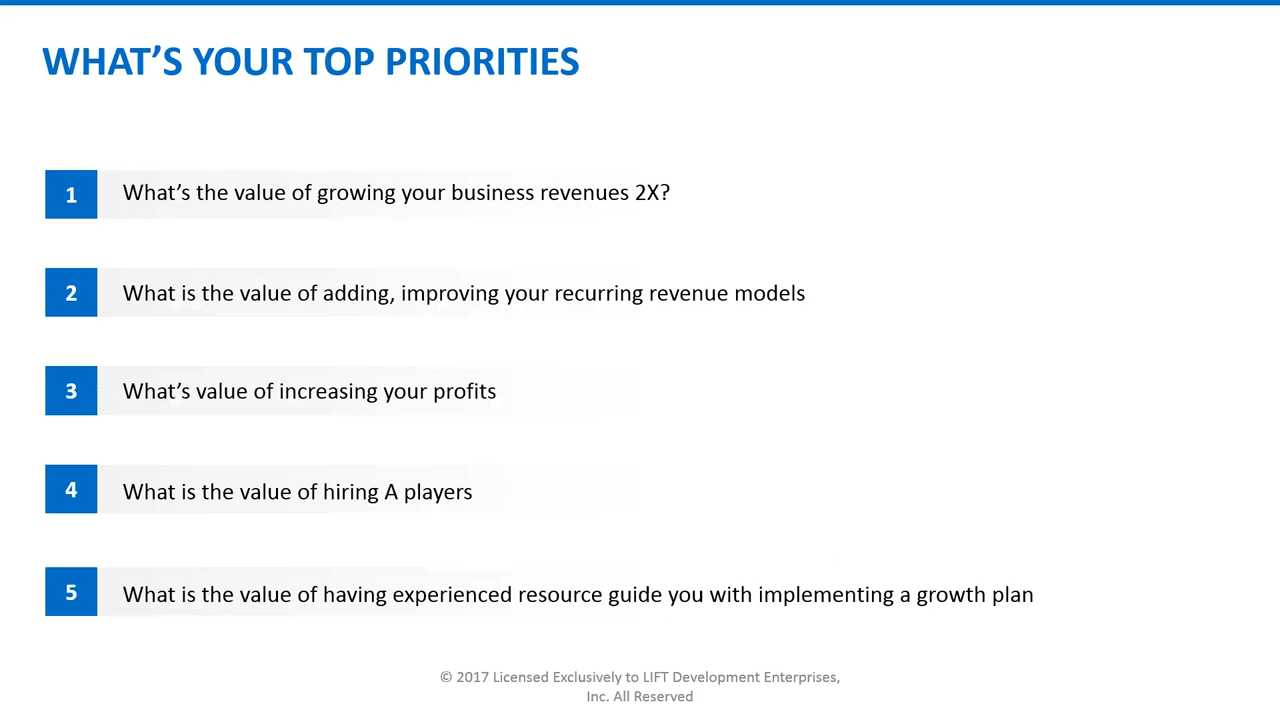 WHAT’S YOUR TOP PRIORITIES
1 What’s the value of growing your business revenues 2X?
2 What is the value of adding, improving your recurring revenue models
3 What’s value of increasing your profits
4 What is the value of hiring A players
5 What is the value of having experienced resource guide you with implementing a growth plan
© 2017 Licensed Exclusively to LIFT Development Enterprises,
Inc. All Reserved